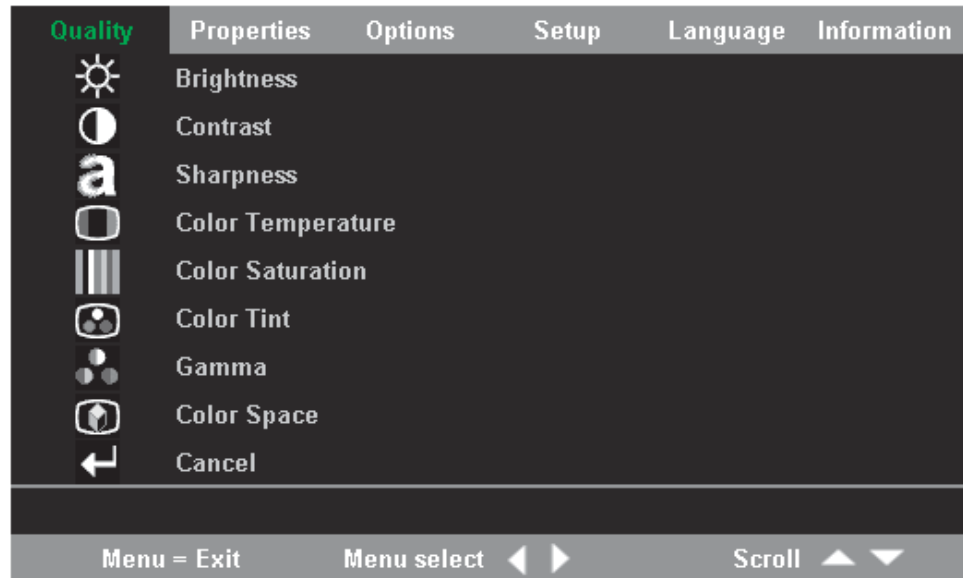 Quality Properties Options Setup Language Information
Brightness
Contrast
Sharpness
Color Temperature
Color Saturation
Color Tint
Gamma
Color Space
Cancel
Menu = Exit Menu select Scroll